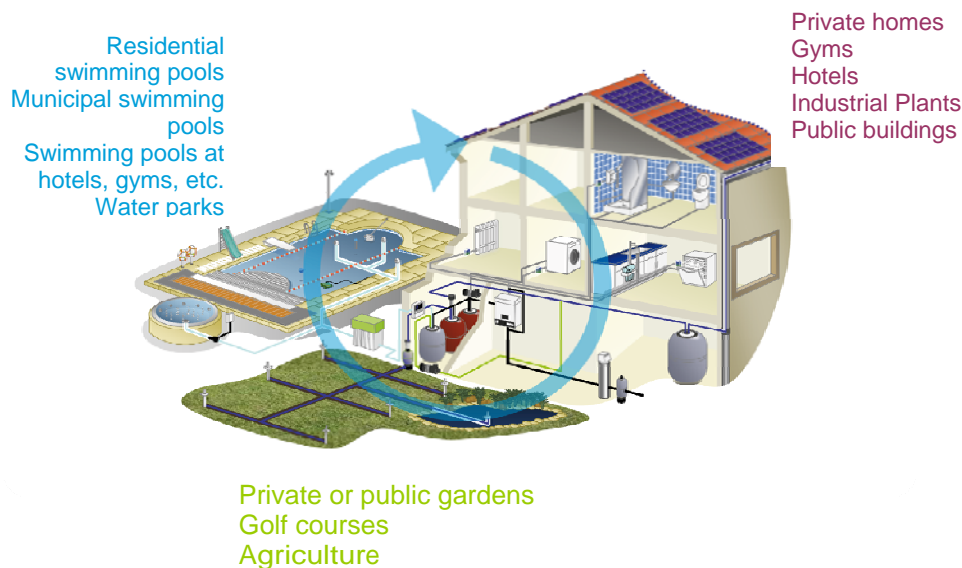 Residential
swimming pools
Municipal swimming
pools
Swimming pools at
hotels, gyms, etc.
Water parks
Private homes
Gyms
Hotels
Industrial Plants
Public buildings
Private or public gardens
Golf courses
Agriculture